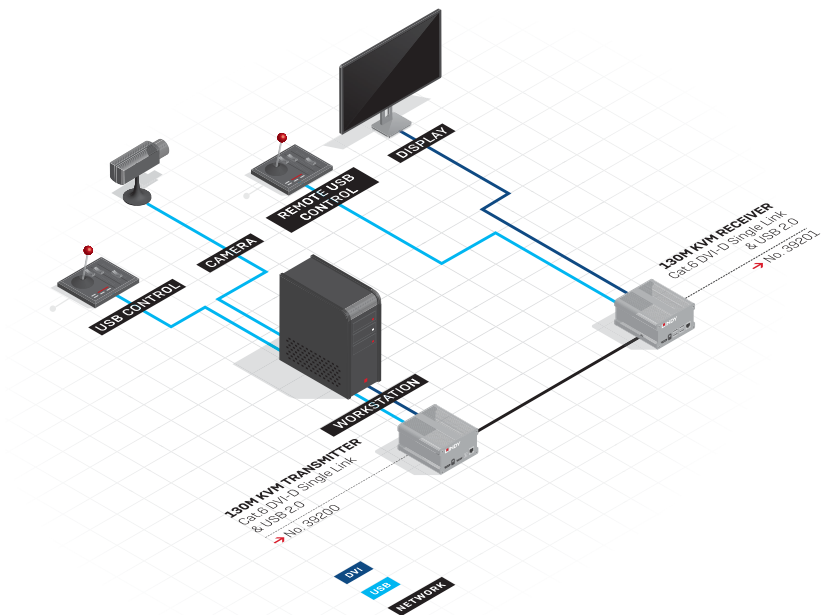 DISPLAY
REMOTE USB
CONTROL
CAMERA
USB CONTROL
130M KVM RECEIVER
Cat.6 DVI-D Single Link
& USB 2.0
No. 39201
WORKSTATION
130M KVM TRANSMITTER
Cat.6 DVI-D Single Link
& USB 2.0
No. 39200
DVI
USB
NETWORK